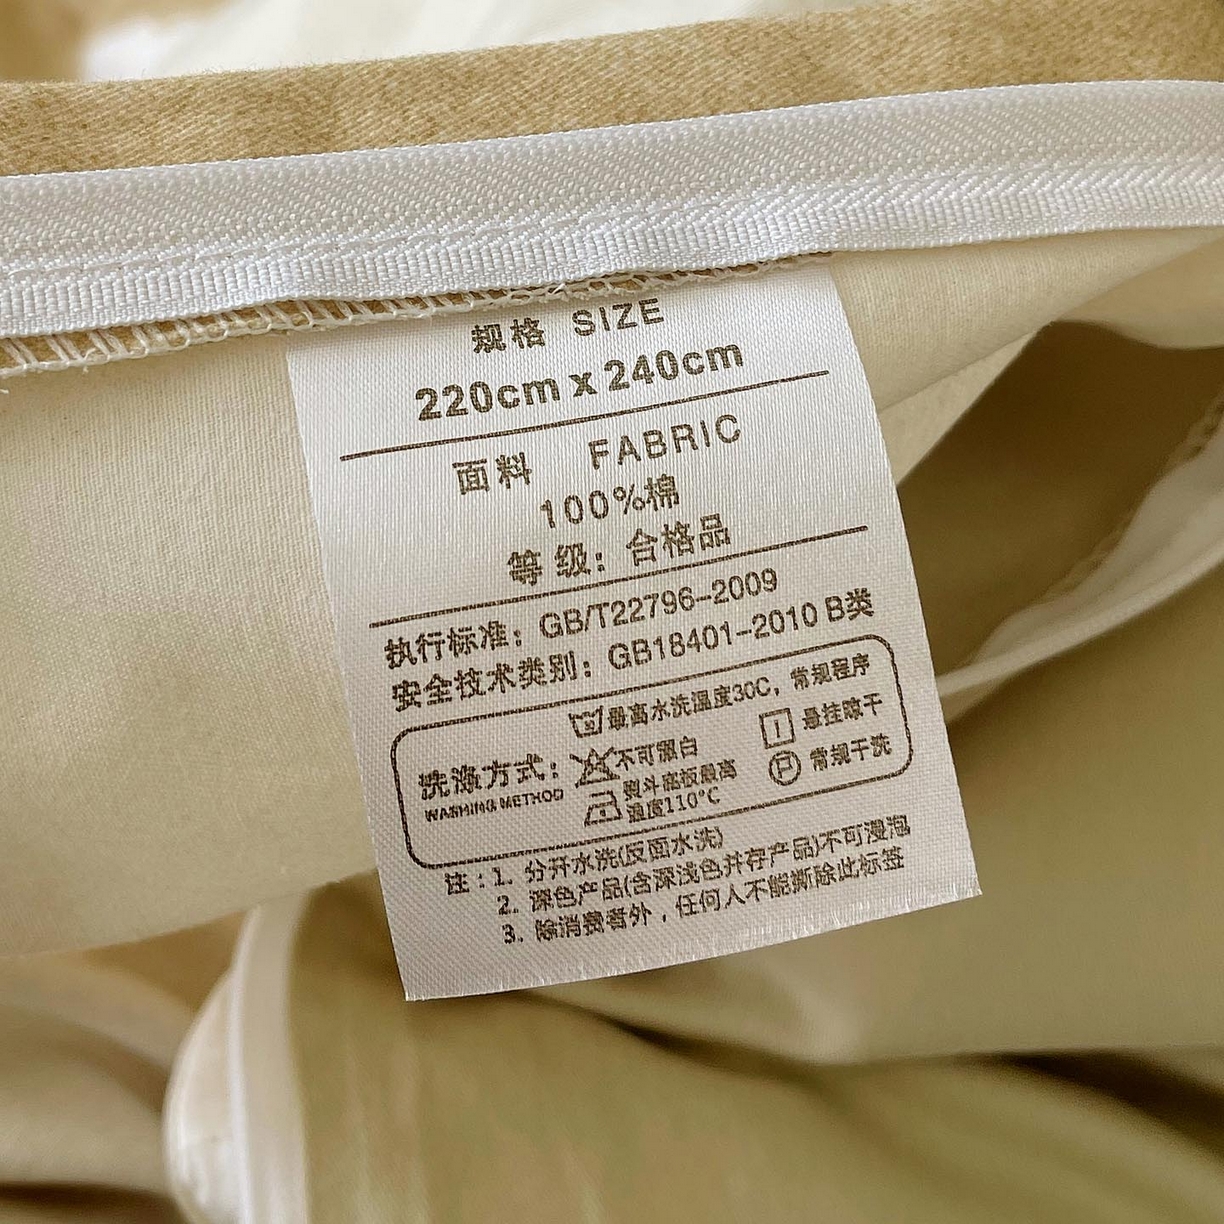 规格 SIZE
220cm x 240cm
面料 FABRIC
100%棉
等级：合格品
执行标准：GB/T22796-2009
安全技术类别：GB18401-2010 B类
最高水洗温度30C，常规程序
洗涤方式：
WASHING METHOD
不可漂白
悬挂晾干
熨斗底板最高
温度110°C
P 常规干洗
注：1. 分开水洗(反面水洗)
2. 深色产品(含深浅色并存产品)不可浸泡
3. 除消费者外，任何人不能撕除此标签